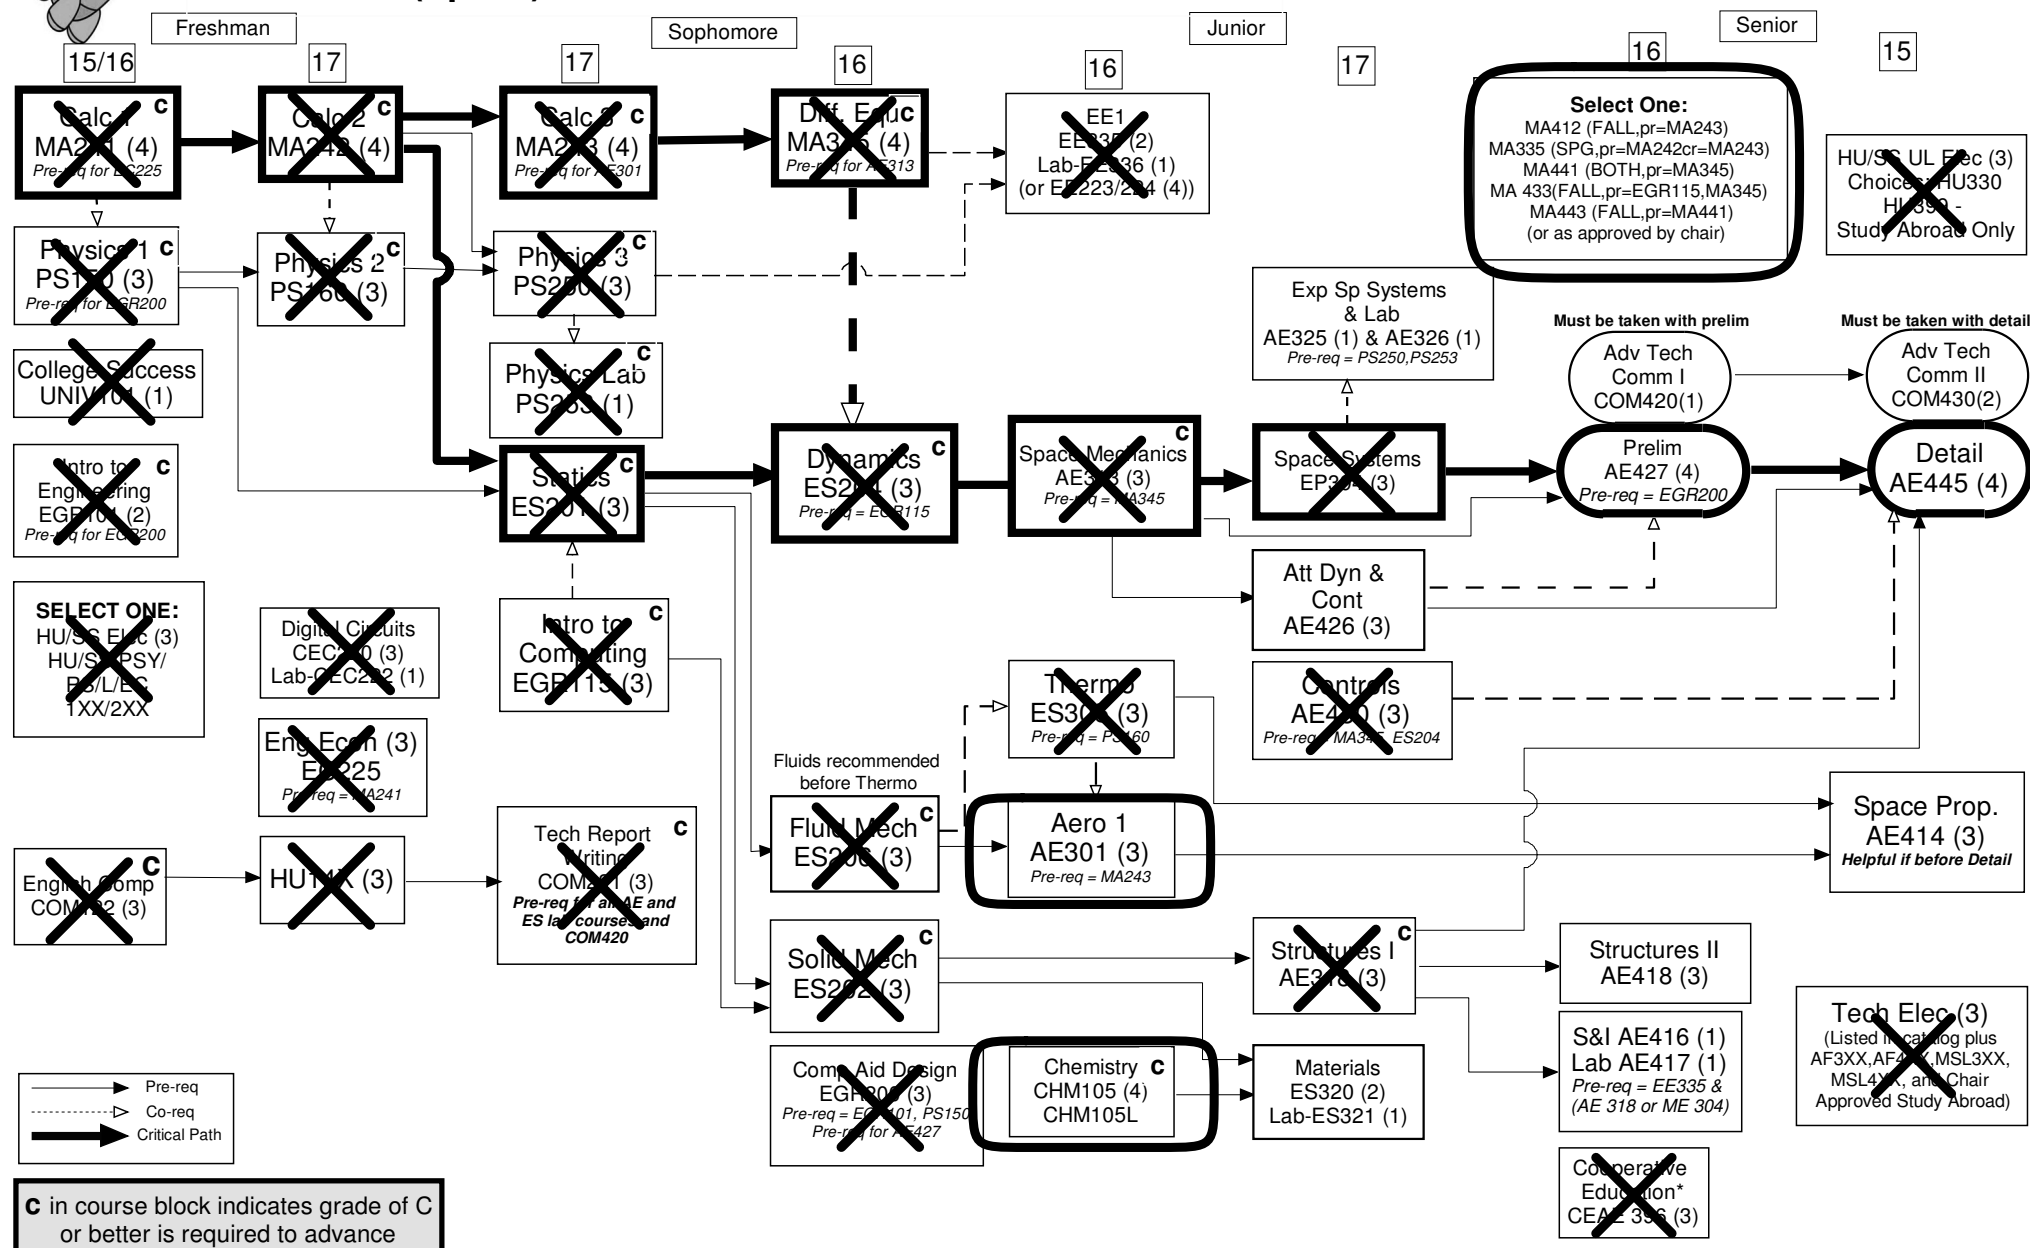 Freshman
Sophomore
Junior
Senior
15/16
17
17
16
16
17
16
15
Calc 1 c
MA241 (4)
Pre-req for EC225
Calc 2 c
MA242 (4)
Calc 3 c
MA243 (4)
Pre-req for AE301
Diff. Equ c
MA345 (4)
Pre-req for AE313
EE1
EE335 (2)
Lab-EE336 (1)
(or EE223/224 (4))
Select One:
MA412 (FALL,pr=MA243)
MA335 (SPG,pr=MA242cr=MA243)
MA441 (BOTH,pr=MA345)
MA 433(FALL,pr=EGR115,MA345)
MA443 (FALL,pr=MA441)
(or as approved by chair)
HU/SS UL Elec (3)
Choices: HU330
HU399 -
Study Abroad Only
Physics 1 c
PS150 (3)
Pre-req for EGR200
Physics 2 c
PS160 (3)
Physics 3 c
PS250 (3)
Exp Sp Systems
& Lab
AE325 (1) & AE326 (1)
Pre-req = PS250,PS253
Must be taken with prelim
Adv Tech
Comm I
COM420(1)
Must be taken with detail
Adv Tech
Comm II
COM430(2)
College Success
UNIV101 (1)
Physics Lab c
PS253 (1)
Intro to c
Engineering
EGR101 (2)
Pre-req for EGR200
Statics c
ES201 (3)
Dynamics c
ES204 (3)
Pre-req = EGR115
Space Mechanics c
AE313 (3)
Pre-req = MA345
Space Systems
EP394 (3)
Prelim
AE427 (4)
Pre-req = EGR200
Detail
AE445 (4)
SELECT ONE:
HU/SS Elec (3)
HU/SS/PSY/
PS/L/EC
1XX/2XX
Digital Circuits
CEC220 (3)
Lab-CEC222 (1)
Intro to c
Computing
EGR115 (3)
Att Dyn &
Cont
AE426 (3)
Eng Econ (3)
EC225
Pre-req = MA241
Thermo
ES305 (3)
Pre-req = PS160
Controls
AE430 (3)
Pre-req = MA345, ES204
Fluids recommended
before Thermo
Fluid Mech c
ES206 (3)
Aero 1
AE301 (3)
Pre-req = MA243
Space Prop.
AE414 (3)
Helpful if before Detail
English Comp c
COM122 (3)
HU14X (3)
Tech Report c
Writing
COM221 (3)
Pre-req for all AE and
ES lab courses and
COM420
Solid Mech c
ES202 (3)
Structures I c
AE318 (3)
Structures II
AE418 (3)
Comp Aid Design
EGR200 (3)
Pre-req = EGR101, PS150
Pre-req for AE427
Chemistry c
CHM105 (4)
CHM105L
Materials
ES320 (2)
Lab-ES321 (1)
S&I AE416 (1)
Lab AE417 (1)
Pre-req = EE335 &
(AE 318 or ME 304)
Tech Elec (3)
(Listed in catalog plus
AF3XX,AF4XX,MSL3XX,
MSL4XX, and Chair
Approved Study Abroad)
Cooperative
Education*
CEAE 396 (3)
Pre-req
Co-req
Critical Path
c in course block indicates grade of C
or better is required to advance